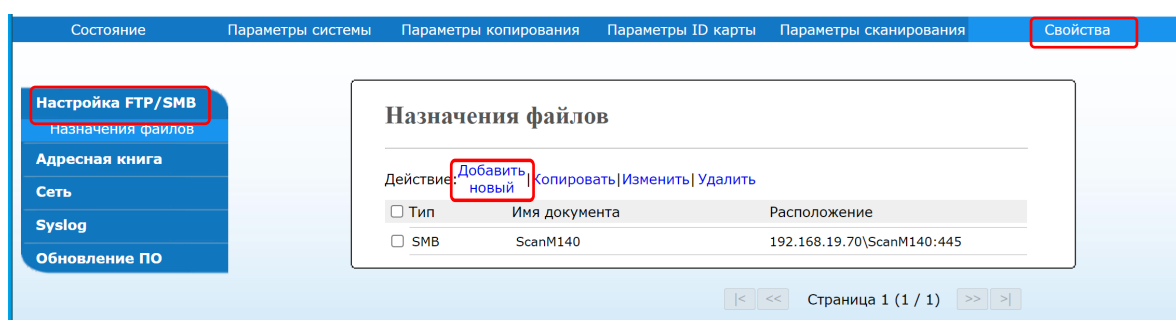 Состояние Параметры системы Параметры копирования Параметры ID карты Параметры сканирования Свойства
Настройка FTP/SMB
Назначения файлов
Адресная книга
Сеть
Syslog
Обновление ПО
Назначения файлов
Действие: Добавить новый |Копировать|Изменить|Удалить
Тип Имя документа Расположение
SMB ScanM140 192.168.19.70\ScanM140:445
|< << Страница 1 (1 / 1) >> >|